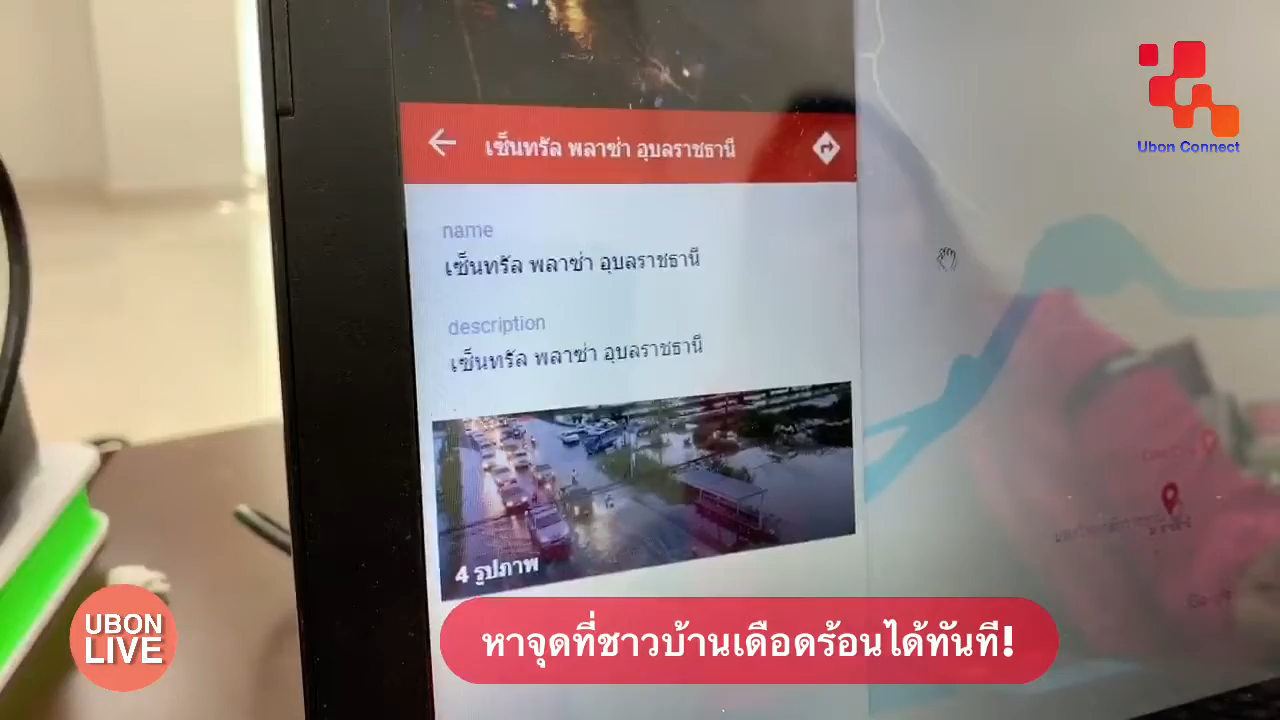 เซ็นทรัล พลาซ่า อุบลราชธานี
Ubon Connect
name
เซ็นทรัล พลาซ่า อุบลราชธานี
description
เซ็นทรัล พลาซ่า อุบลราชธานี
4 รูปภาพ
หาจุดที่ชาวบ้านเดือดร้อนได้ทันที!
UBON
LIVE